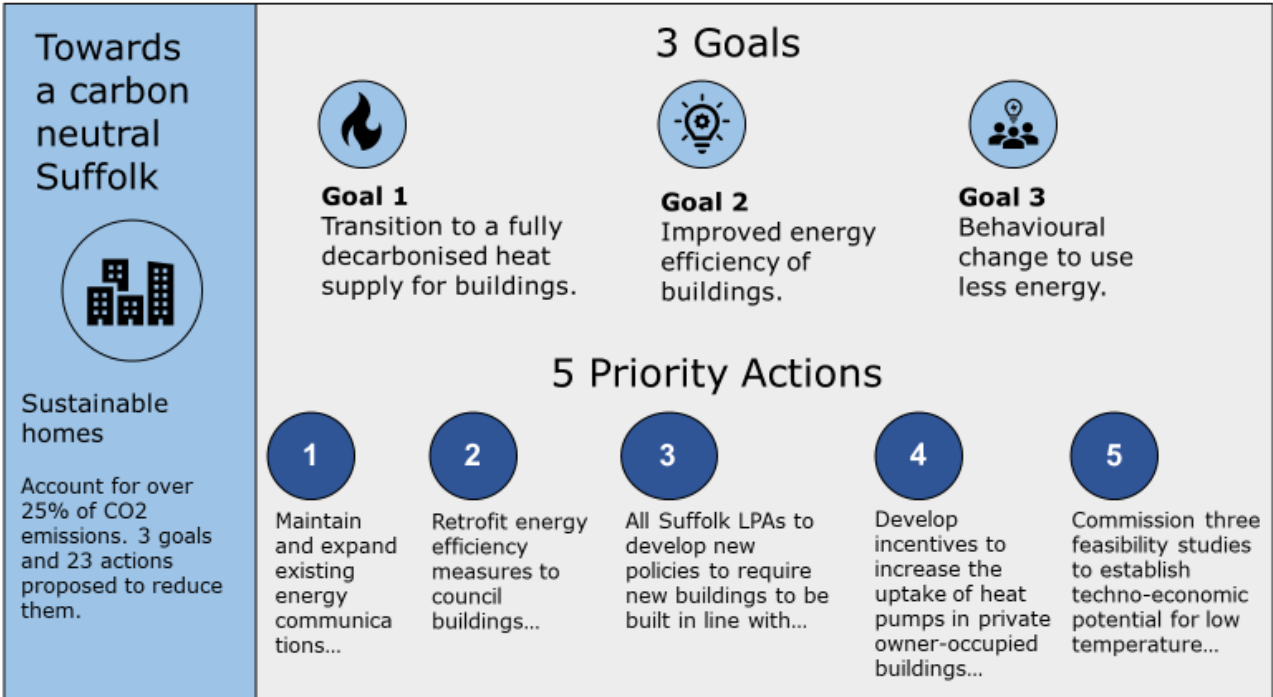 Towards
a carbon
neutral
Suffolk
Sustainable
homes
Account for over
25% of CO2
emissions. 3 goals
and 23 actions
proposed to reduce
them.
3 Goals
Goal 1
Transition to a fully
decarbonised heat
supply for buildings.
Goal 2
Improved energy
efficiency of
buildings.
Goal 3
Behavioural
change to use
less energy.
5 Priority Actions
1
Maintain
and expand
existing
energy
communica
tions...
2
Retrofit energy
efficiency
measures to
council
buildings...
3
All Suffolk LPAs to
develop new
policies to require
new buildings to be
built in line with...
4
Develop
incentives to
increase the
uptake of heat
pumps in private
owner-occupied
buildings...
5
Commission three
feasibility studies
to establish
techno-economic
potential for low
temperature...